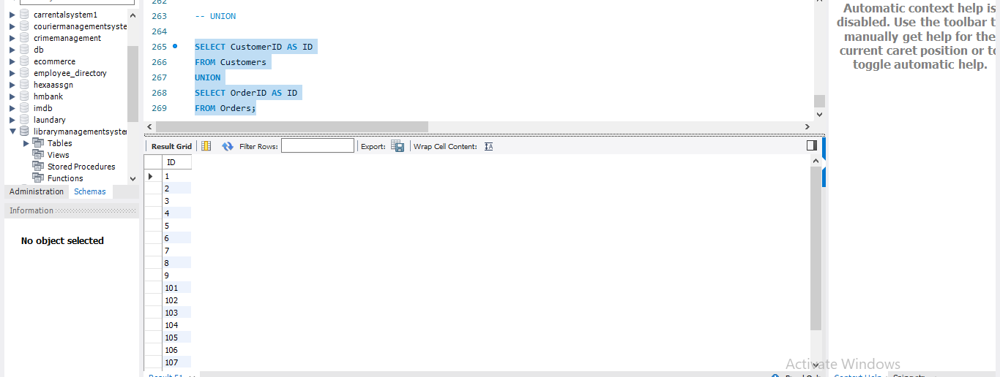 carrentalsystem1
couriermanagementsyste
crimemanagement
db
ecommerce
employee_directory
hexaassgn
hmbank
imdb
laundary
librarymanagementsyste
Tables
Views
Stored Procedures
Functions
Administration Schemas
Information
No object selected
262
263 -- UNION
264
265 SELECT CustomerID AS ID
266 FROM Customers
267 UNION
268 SELECT OrderID AS ID
269 FROM Orders;
Result Grid Filter Rows: Export: Wrap Cell Content:
ID
1
2
3
4
5
6
7
8
9
101
102
103
104
105
106
107
Automatic context help is
disabled. Use the toolbar t
manually get help for the
current caret position or to
toggle automatic help.
Activate Windows